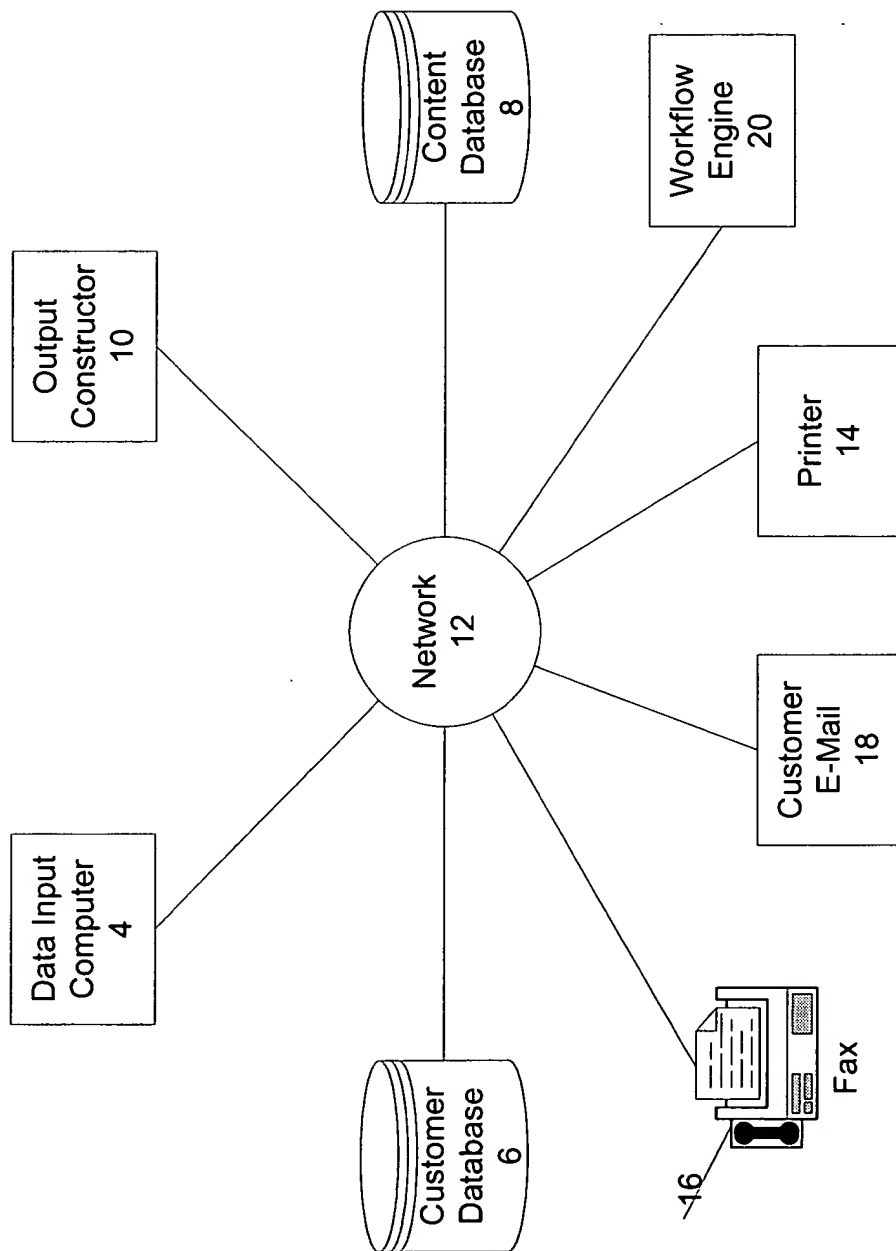 Data Input
Computer
4
Output
Constructor
10
Customer
Database
6
Network
12
Content
Database
8
16
Fax
Customer
E-Mail
18
Printer
14
Workflow
Engine
20